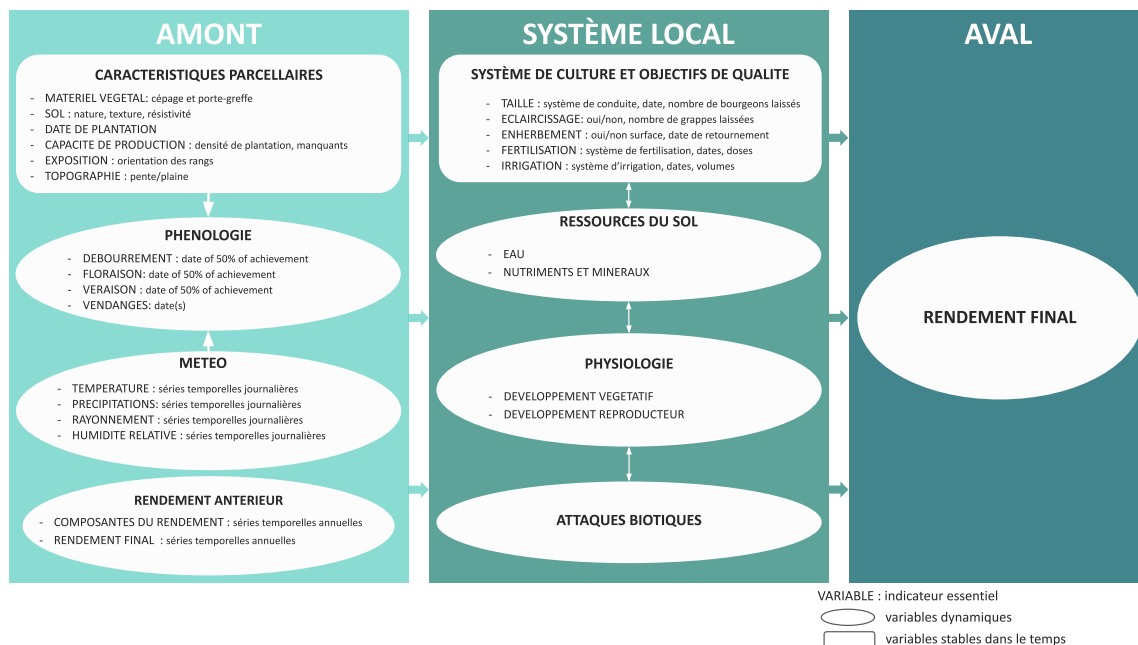 AMONT
CARACTERISTIQUES PARCELLAIRES
- MATERIEL VEGETAL: cépage et porte-greffe
- SOL : nature, texture, résistivité
- DATE DE PLANTATION
- CAPACITE DE PRODUCTION : densité de plantation, manquants
- EXPOSITION : orientation des rangs
- TOPOGRAPHIE : pente/plaine
PHENOLOGIE
- DEBOURREMENT : date of 50% of achievement
- FLORAISON: date of 50% of achievement
- VERAISON : date of 50% of achievement
- VENDANGES: date(s)
METEO
- TEMPERATURE : séries temporelles journalières
- PRECIPITATIONS: séries temporelles journalières
- RAYONNEMENT : séries temporelles journalières
- HUMIDITE RELATIVE : séries temporelles journalières
RENDEMENT ANTERIEUR
- COMPOSANTES DU RENDEMENT : séries temporelles annuelles
- RENDEMENT FINAL : séries temporelles annuelles
SYSTÈME LOCAL
SYSTÈME DE CULTURE ET OBJECTIFS DE QUALITE
- TAILLE : système de conduite, date, nombre de bourgeons laissés
- ECLAIRCISSAGE: oui/non, nombre de grappes laissées
- ENHERBEMENT : oui/non surface, date de retournement
- FERTILISATION : système de fertilisation, dates, doses
- IRRIGATION : système d'irrigation, dates, volumes
RESSOURCES DU SOL
- EAU
- NUTRIMENTS ET MINERAUX
PHYSIOLOGIE
- DEVELOPPEMENT VEGETATIF
- DEVELOPPEMENT REPRODUCTEUR
ATTAQUES BIOTIQUES
AVAL
RENDEMENT FINAL
VARIABLE : indicateur essentiel
variables dynamiques
variables stables dans le temps